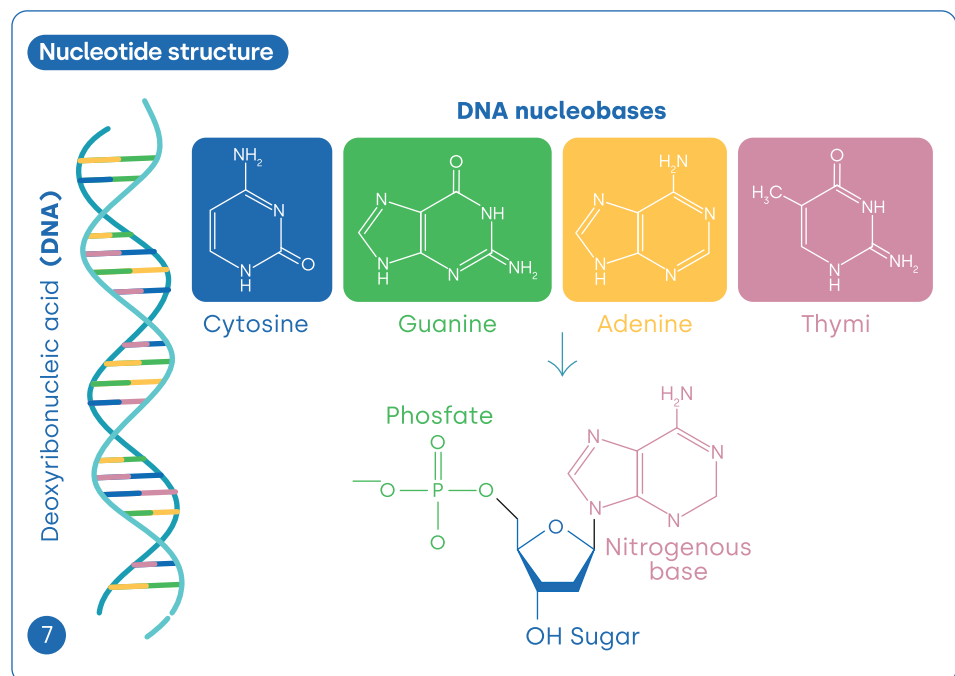 Nucleotide structure
DNA nucleobases
Deoxyribonucleic acid (DNA)
NH2
N
N
H
O
Cytosine
O
N
NH
N
H
N
NH2
Guanine
H2N
N
N
N
H
N
Adenine
O
H3C
NH
N
H
NH2
Thymi
Phosfate
O
O
P
O
O
H2N
N
N
N
N
Nitrogenous
base
O
OH Sugar
7